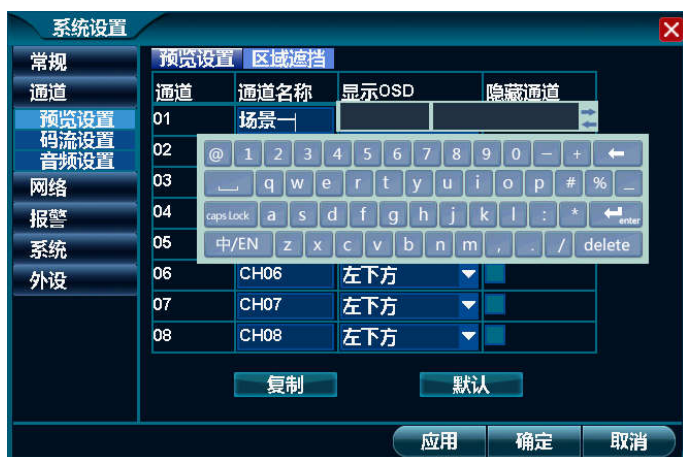 系统设置
常规
通道
预览设置
码流设置
音频设置
网络
报警
系统
外设
预览设置 区域遮挡
通道 通道名称 显示OSD 隐藏通道
01 场景一
02
03
04
05
06 CH06 左下方
07 CH07 左下方
08 CH08 左下方
@ 1 2 3 4 5 6 7 8 9 0 - +
q w e r t y u i o p # % _
caps Lock a s d f g h j k l : * enter
中/EN z x c v b n m , . / delete
复制 默认
应用 确定 取消